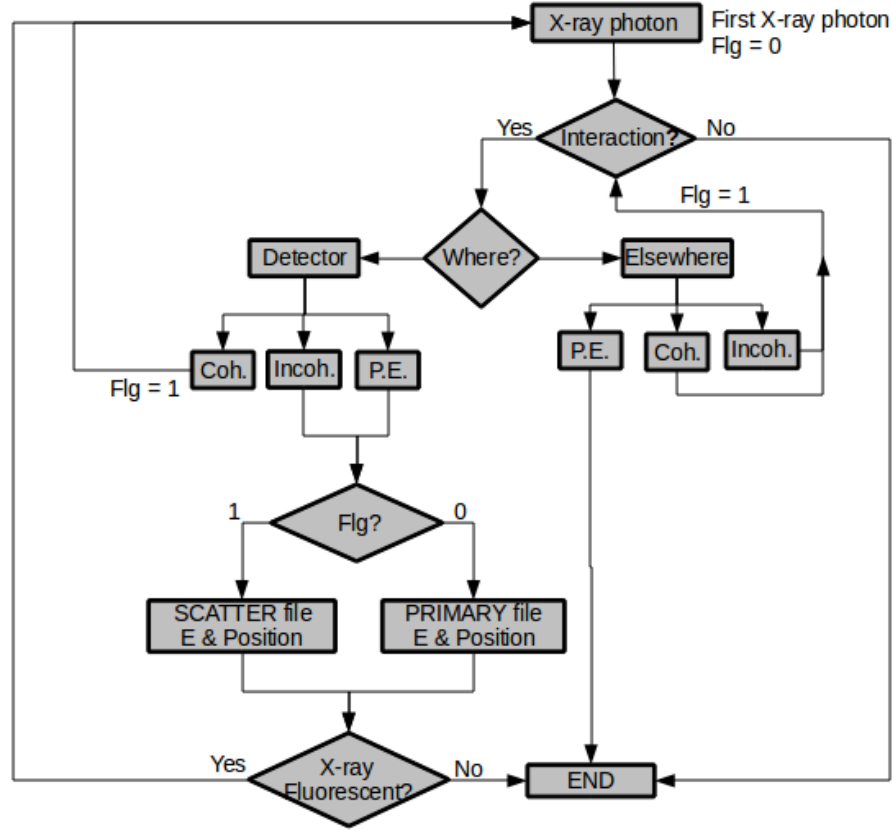 X-ray photon
First X-ray photon
Flg = 0
Interaction?
Yes
No
Flg = 1
Where?
Detector
Elsewhere
Coh.
Incoh.
P.E.
P.E.
Coh.
Incoh.
Flg = 1
Flg?
1
0
SCATTER file
E & Position
PRIMARY file
E & Position
X-ray
Fluorescent?
Yes
No
END